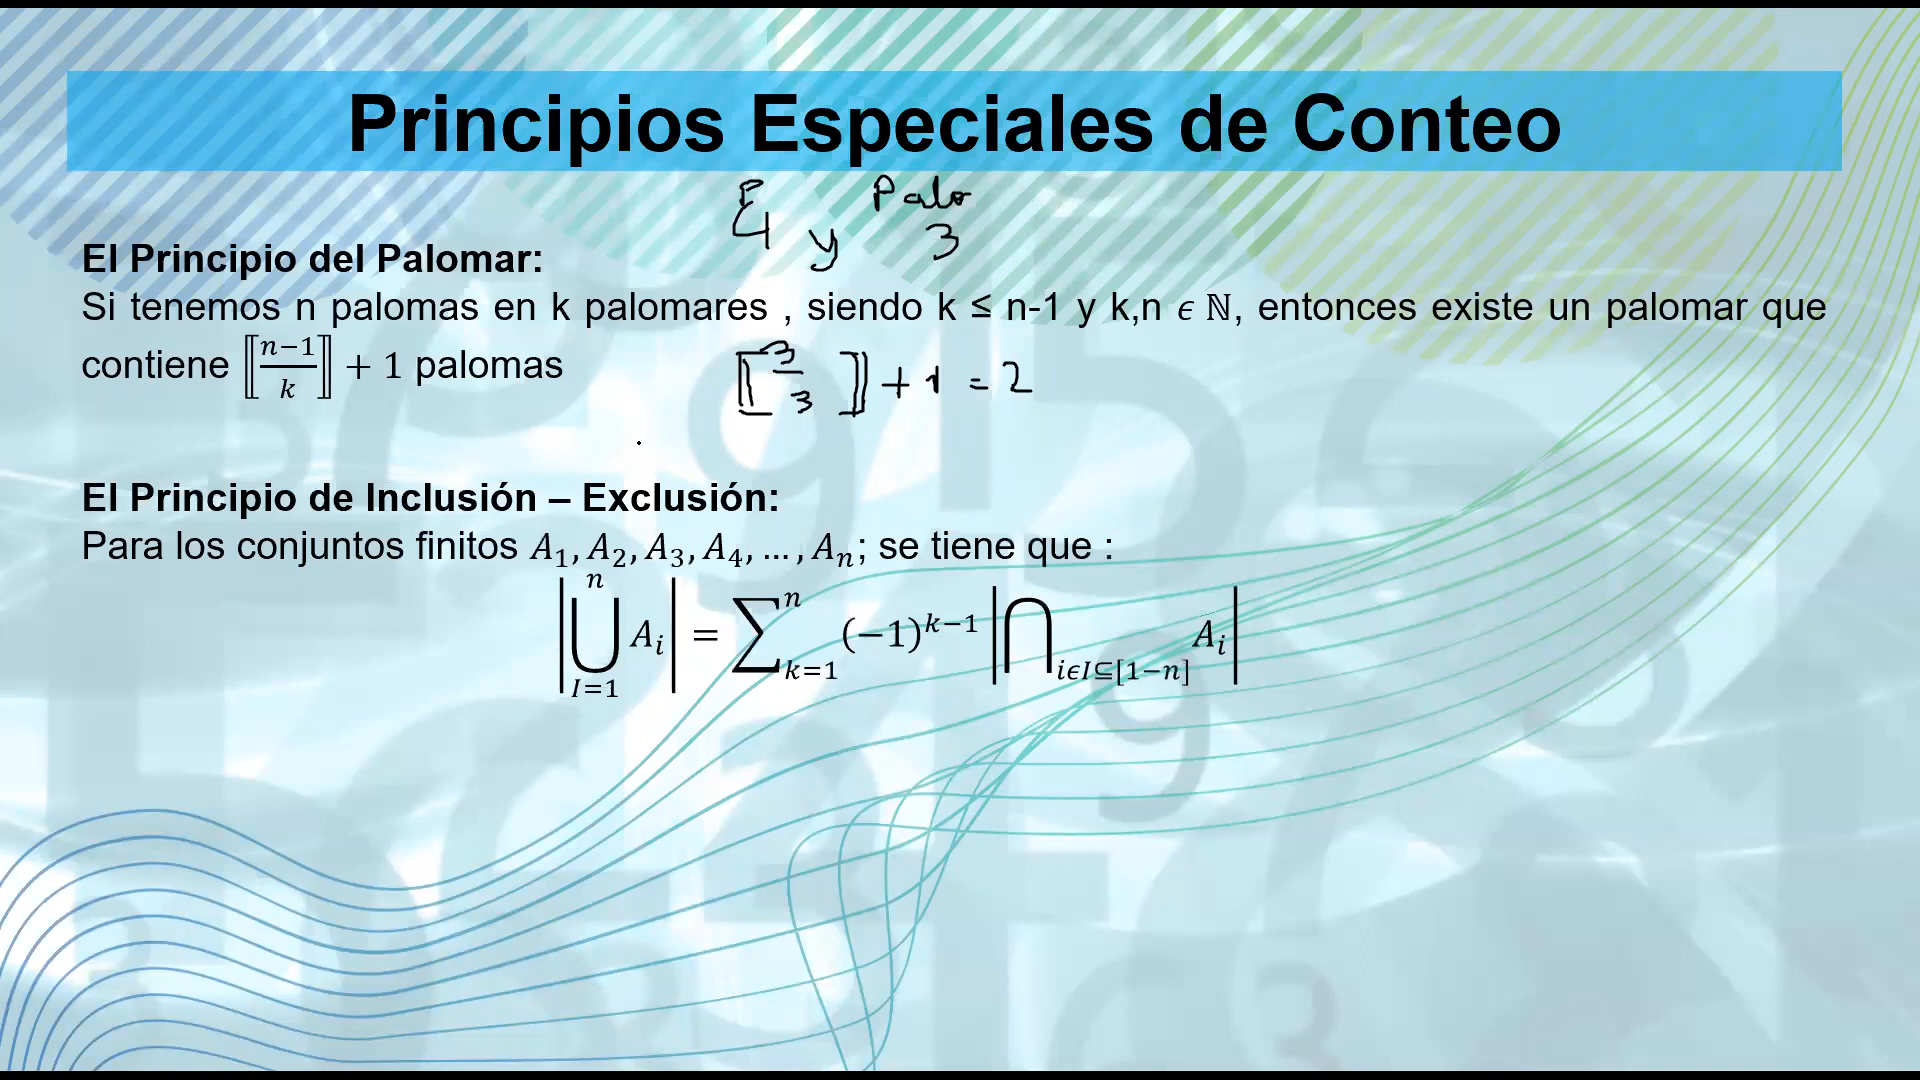 Principios Especiales de Conteo
P Palo
4 y 3
El Principio del Palomar:
Si tenemos n palomas en k palomares , siendo k ≤ n-1 y k,n ϵ ℕ, entonces existe un palomar que
contiene ⟦(n−1)/k⟧ + 1 palomas
⟦3/3⟧ + 1 = 2
El Principio de Inclusión – Exclusión:
Para los conjuntos finitos A₁, A₂, A₃, A₄, … , Aₙ; se tiene que :
|⋃_{I=1}^{n} A_i| = ∑_{k=1}^{n} (−1)^{k−1} |⋂_{iϵI⊆[1−n]} A_i|